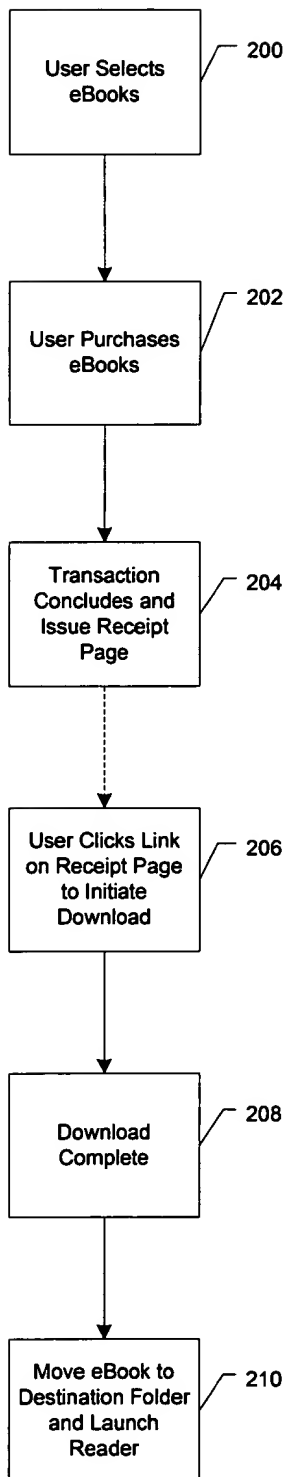 User Selects
eBooks
200
User Purchases
eBooks
202
Transaction
Concludes and
Issue Receipt
Page
204
User Clicks Link
on Receipt Page
to Initiate
Download
206
Download
Complete
208
Move eBook to
Destination Folder
and Launch
Reader
210